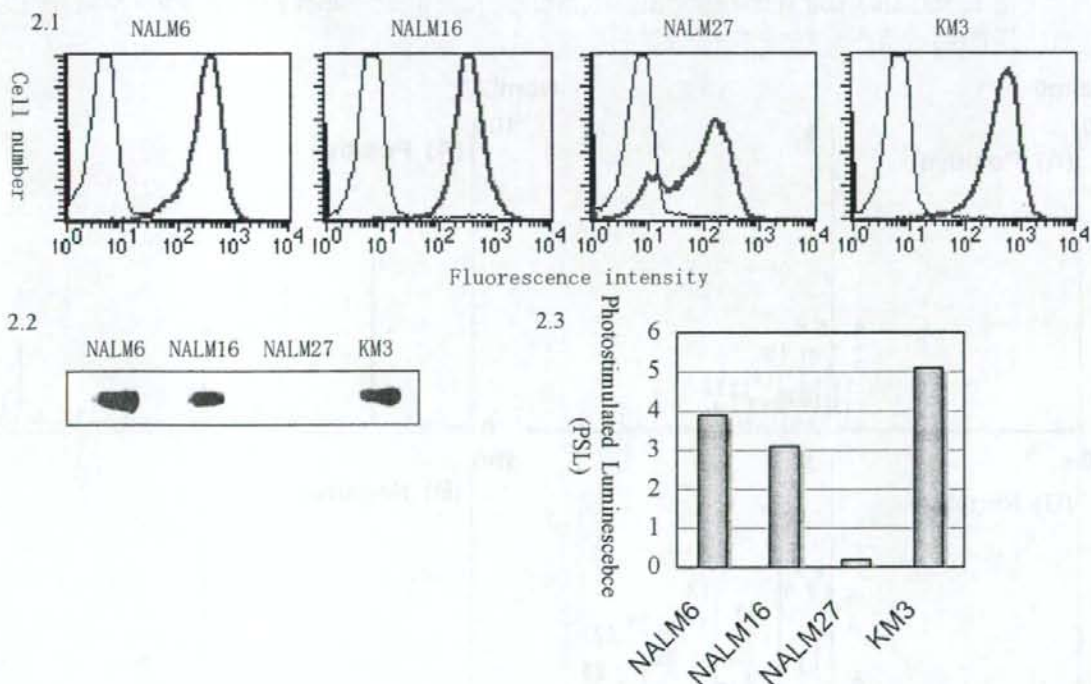 2.1
NALM6 NALM16 NALM27 KM3
Cell number
10^0 10^1 10^2 10^3 10^4 10^0 10^1 10^2 10^3 10^4 10^0 10^1 10^2 10^3 10^4 10^0 10^1 10^2 10^3 10^4
Fluorescence intensity
2.2
NALM6 NALM16 NALM27 KM3
2.3
Photostimulated Luminescebce
(PSL)
6
5
4
3
2
1
0
NALM6 NALM16 NALM27 KM3